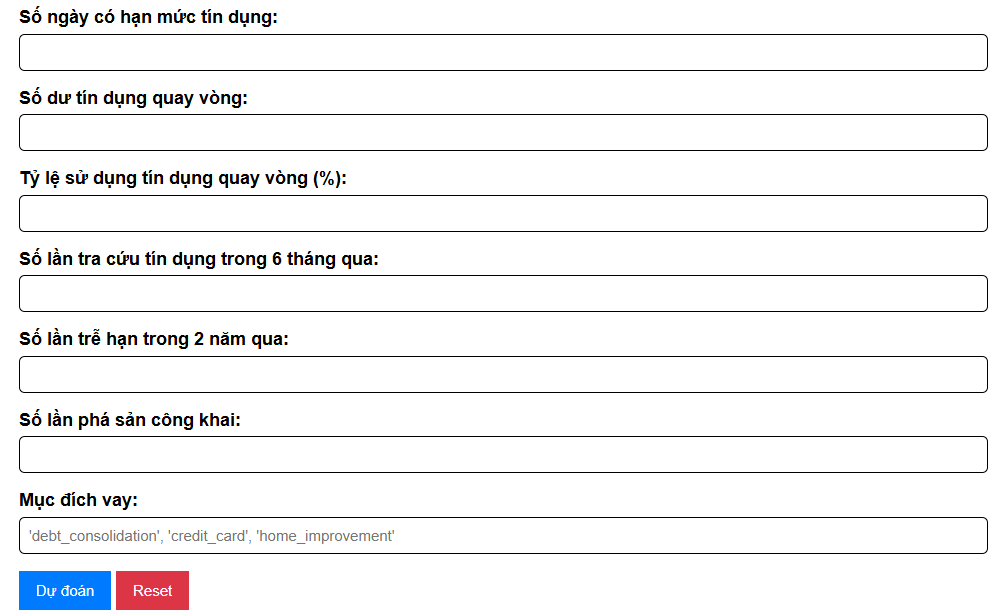 Số ngày có hạn mức tín dụng:
Số dư tín dụng quay vòng:
Tỷ lệ sử dụng tín dụng quay vòng (%):
Số lần tra cứu tín dụng trong 6 tháng qua:
Số lần trễ hạn trong 2 năm qua:
Số lần phá sản công khai:
Mục đích vay:
'debt_consolidation', 'credit_card', 'home_improvement'
Dự đoán Reset